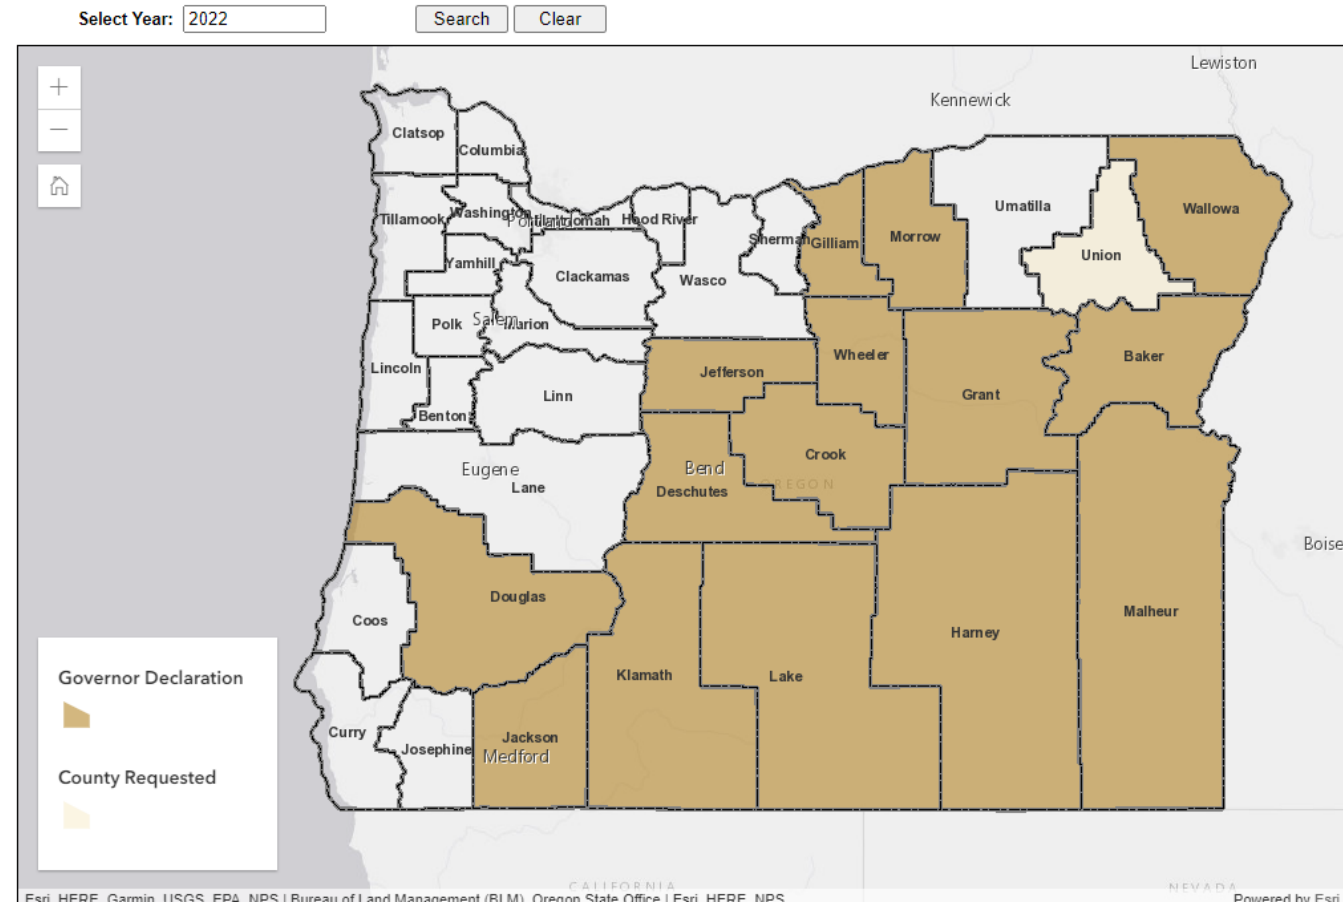 Select Year: 2022 Search Clear
Lewiston
Kennewick
Clatsop
Columbia
Tillamook
Washington
Portland
Hood River
Sherman
Gilliam
Morrow
Umatilla
Union
Wallowa
Yamhill
Clackamas
Wasco
Polk
Salem
Marion
Wheeler
Baker
Lincoln
Jefferson
Linn
Grant
Benton
Crook
Eugene
Lane
Bend
Deschutes
OREGON
Boise
Douglas
Coos
Malheur
Harney
Klamath
Lake
Governor Declaration
Curry
Jackson
Josephine
Medford
County Requested
CALIFORNIA
NEVADA
Esri, HERE, Garmin, USGS, EPA, NPS | Bureau of Land Management (BLM), Oregon State Office | Esri, HERE, NPS
Powered by Esri